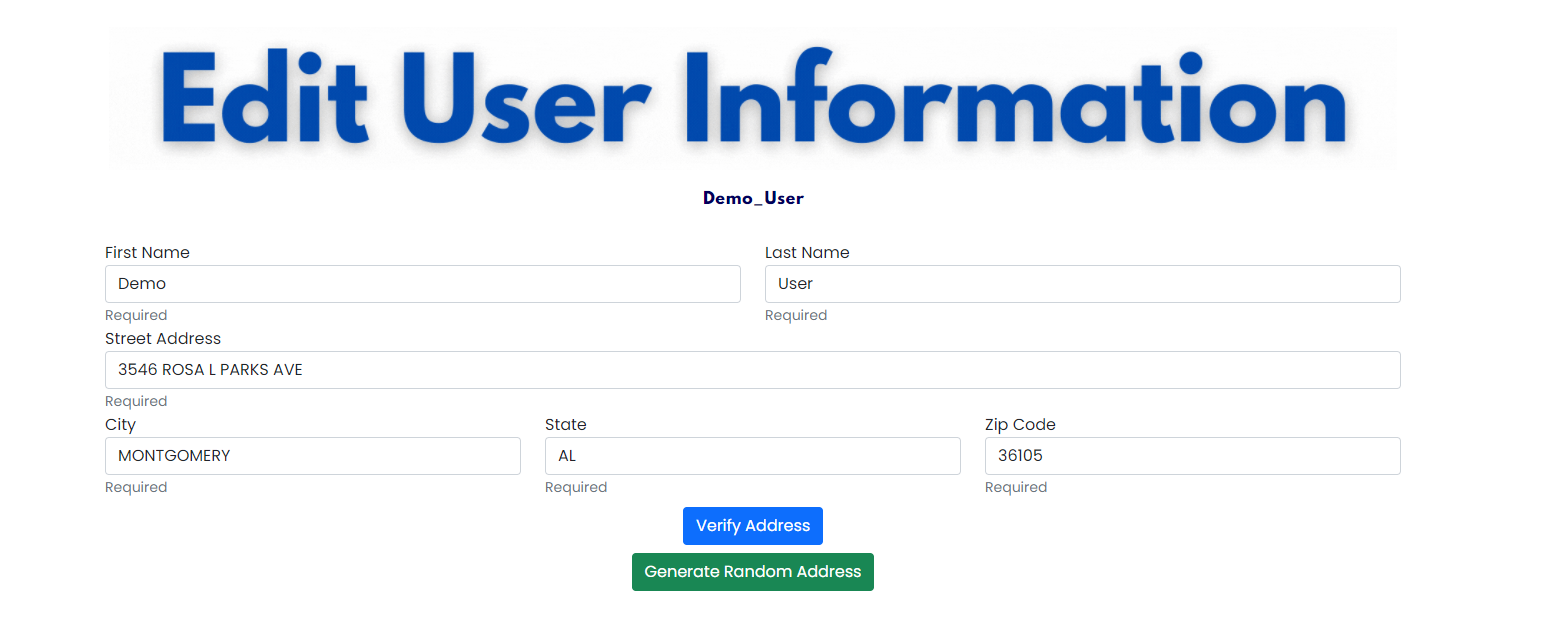 Edit User Information
Demo_User
First Name Last Name
Demo User
Required Required
Street Address
3546 ROSA L PARKS AVE
Required
City State Zip Code
MONTGOMERY AL 36105
Required Required Required
Verify Address
Generate Random Address